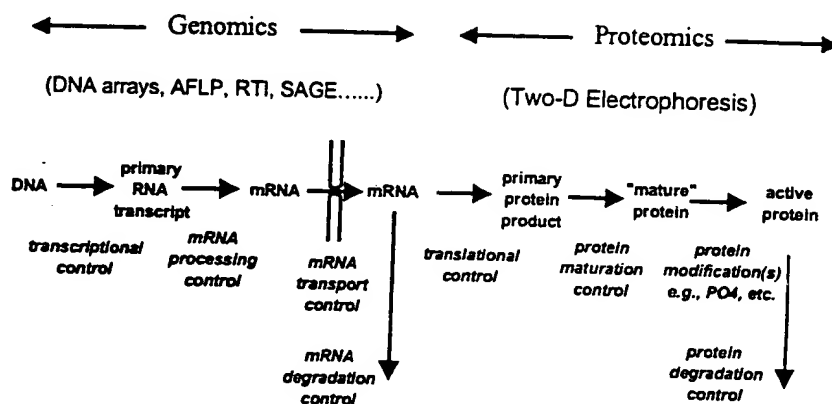 Genomics
Proteomics
(DNA arrays, AFLP, RTI, SAGE......)
(Two-D Electrophoresis)
DNA
primary
RNA
transcript
mRNA
mRNA
primary
protein
product
"mature"
protein
active
protein
transcriptional
control
mRNA
processing
control
mRNA
transport
control
translational
control
protein
maturation
control
protein
modification(s)
e.g., PO4, etc.
mRNA
degradation
control
protein
degradation
control